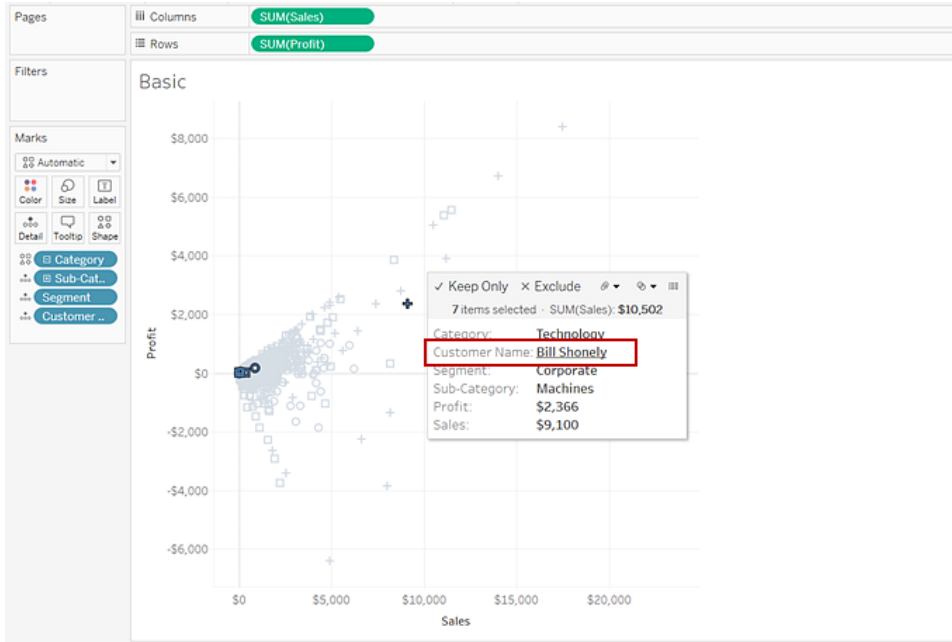 Pages
Columns
SUM(Sales)
Rows
SUM(Profit)
Filters
Marks
Automatic
Color Size Label
Detail Tooltip Shape
Category
Sub-Cat..
Segment
Customer ..
Basic
Profit
$8,000
$6,000
$4,000
$2,000
$0
-$2,000
-$4,000
-$6,000
Keep Only Exclude
7 items selected · SUM(Sales): $10,502
Category: Technology
Customer Name: Bill Shonely
Segment: Corporate
Sub-Category: Machines
Profit: $2,366
Sales: $9,100
$0 $5,000 $10,000 $15,000 $20,000
Sales